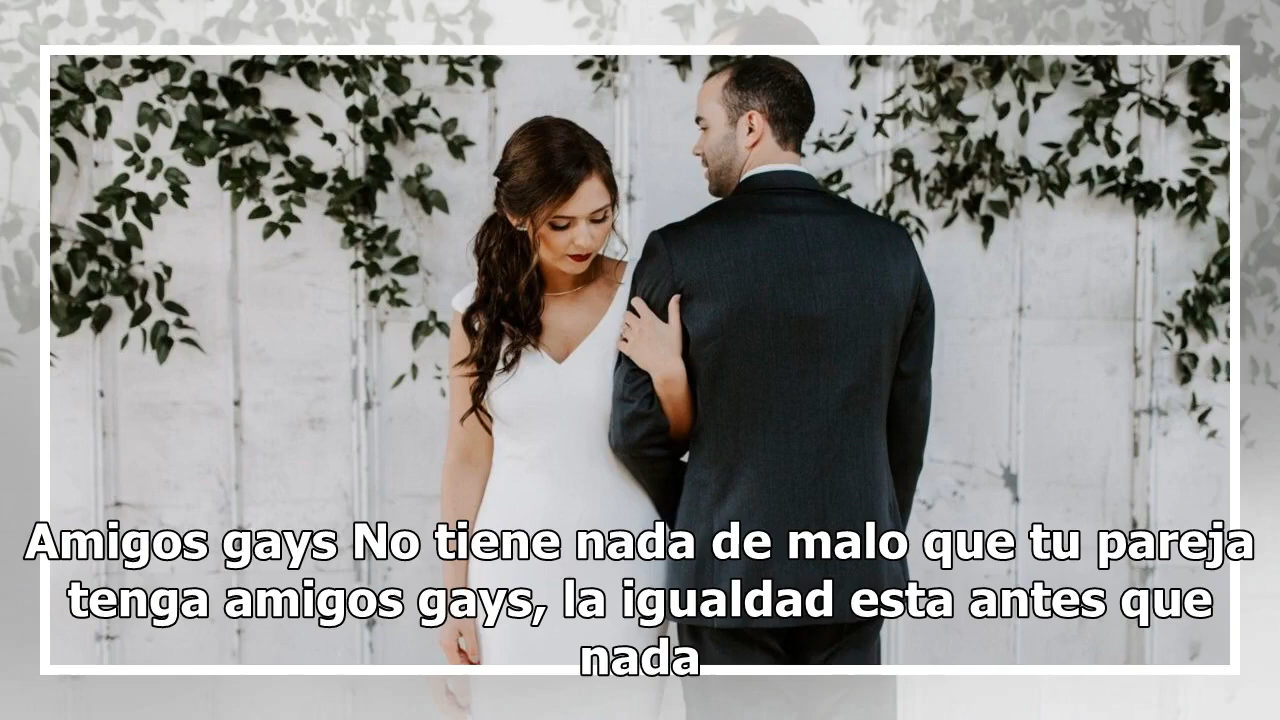 Amigos gays No tiene nada de malo que tu pareja
tenga amigos gays, la igualdad esta antes que
nada